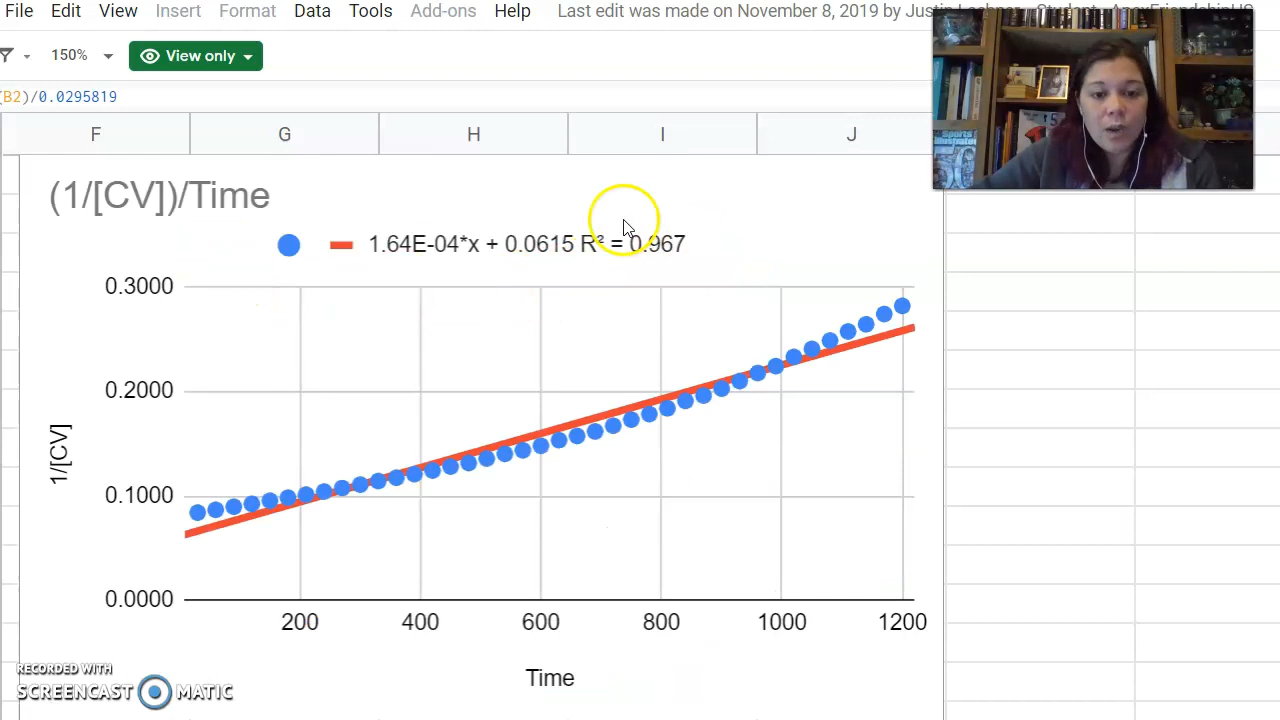 File Edit View Insert Format Data Tools Add-ons Help Last edit was made on November 8, 2019 by
150% View only
(B2)/0.0295819
F G H I J
(1/[CV])/Time
1.64E-04*x + 0.0615 R² = 0.967
0.3000
0.2000
0.1000
0.0000
1/[CV]
200 400 600 800 1000 1200
Time
RECORDED WITH
SCREENCAST MATIC